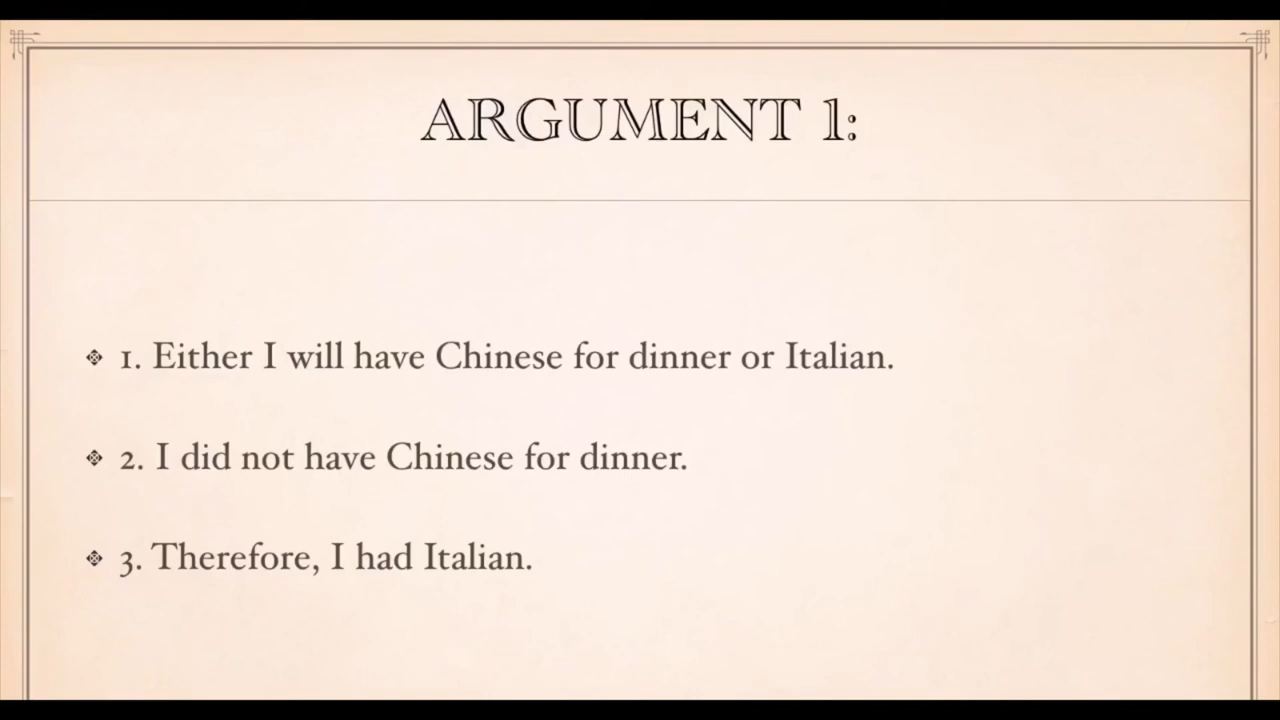 ARGUMENT 1:
1. Either I will have Chinese for dinner or Italian.
2. I did not have Chinese for dinner.
3. Therefore, I had Italian.